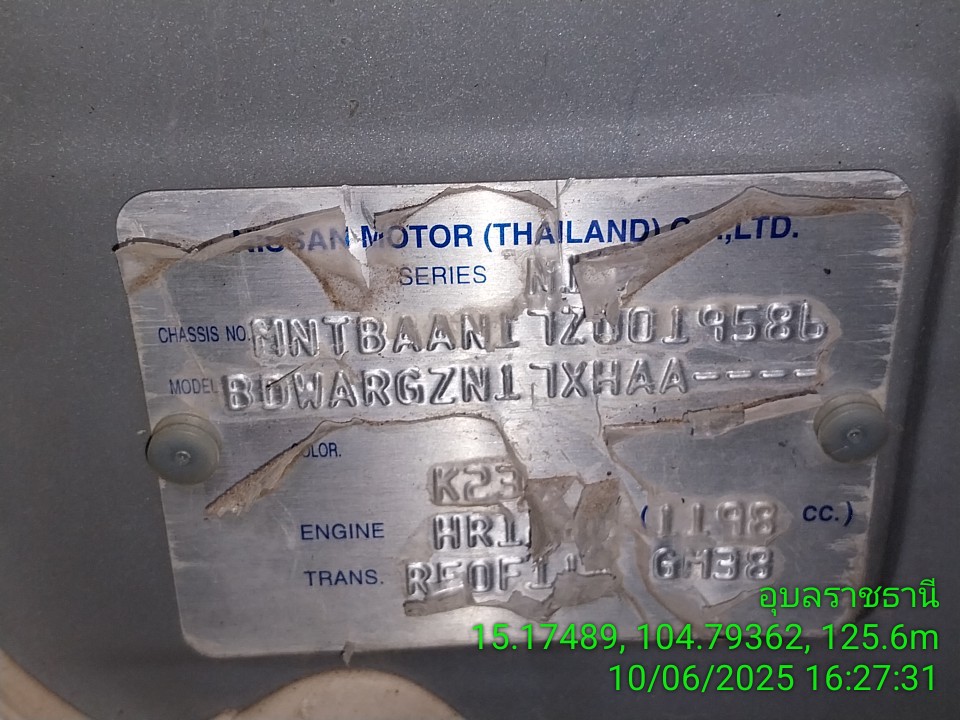 NISSAN MOTOR (THAILAND) CO.,LTD.
SERIES
CHASSIS NO. MNTBAAN17Z0019586
MODEL BDWARGZN17XHAA----
COLOR.
K23
ENGINE HR1 (1198 CC.)
TRANS. RE0F1 GM38
อุบลราชธานี
15.17489, 104.79362, 125.6m
10/06/2025 16:27:31